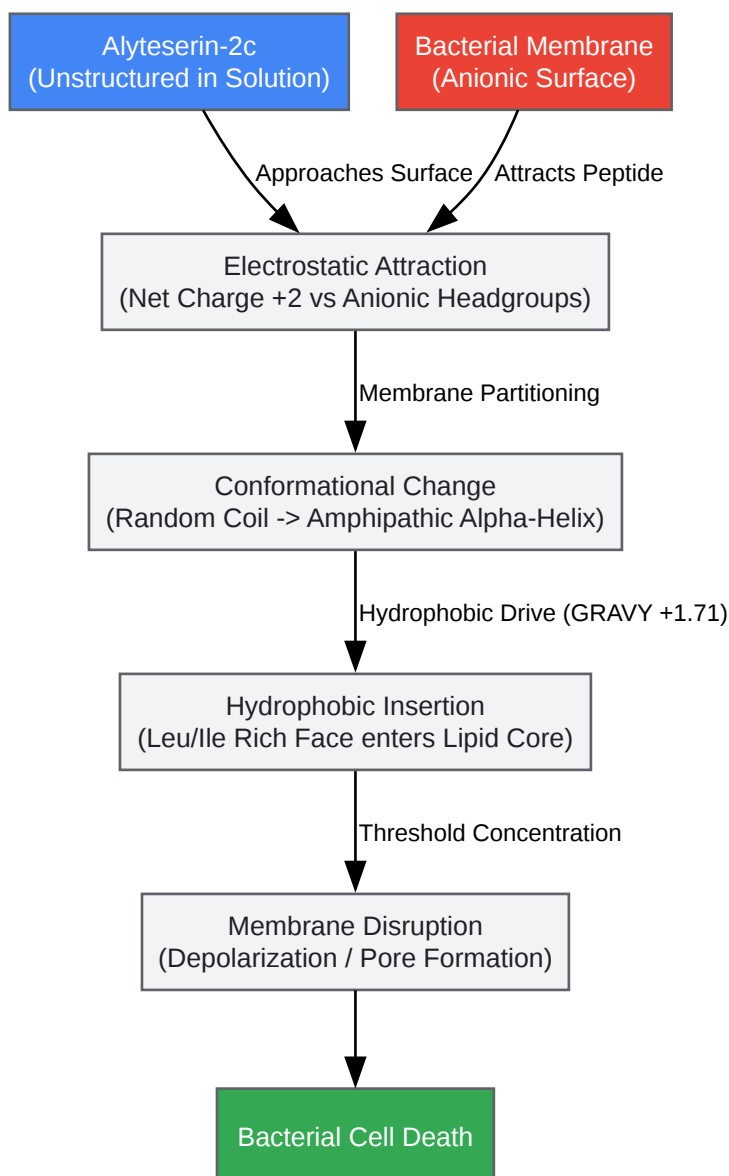 Alyteserin-2c
(Unstructured in Solution)
Bacterial Membrane
(Anionic Surface)
Approaches Surface
Attracts Peptide
Electrostatic Attraction
(Net Charge +2 vs Anionic Headgroups)
Membrane Partitioning
Conformational Change
(Random Coil -> Amphipathic Alpha-Helix)
Hydrophobic Drive (GRAVY +1.71)
Hydrophobic Insertion
(Leu/Ile Rich Face enters Lipid Core)
Threshold Concentration
Membrane Disruption
(Depolarization / Pore Formation)
Bacterial Cell Death